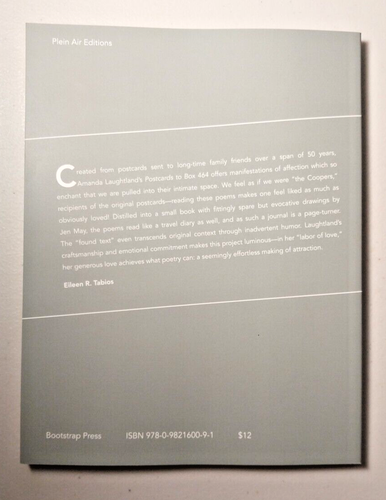 Plein Air Editions
Created from postcards sent to long-time family friends over a span of 50 years,
Amanda Laughtland's Postcards to Box 464 offers manifestations of affection which so
enchant that we are pulled into their intimate space. We feel as if we were "the Coopers,"
recipients of the original postcards—reading these poems makes one feel liked as much as
obviously loved! Distilled into a small book with fittingly spare but evocative drawings by
Jen May, the poems read like a travel diary as well, and as such a journal is a page-turner.
The "found text" even transcends original context through inadvertent humor. Laughtland's
craftsmanship and emotional commitment makes this project luminous—in her "labor of love,"
her generous love achieves what poetry can: a seemingly effortless making of attraction.
Eileen R. Tabios
Bootstrap Press ISBN 978-0-9821600-9-1 $12